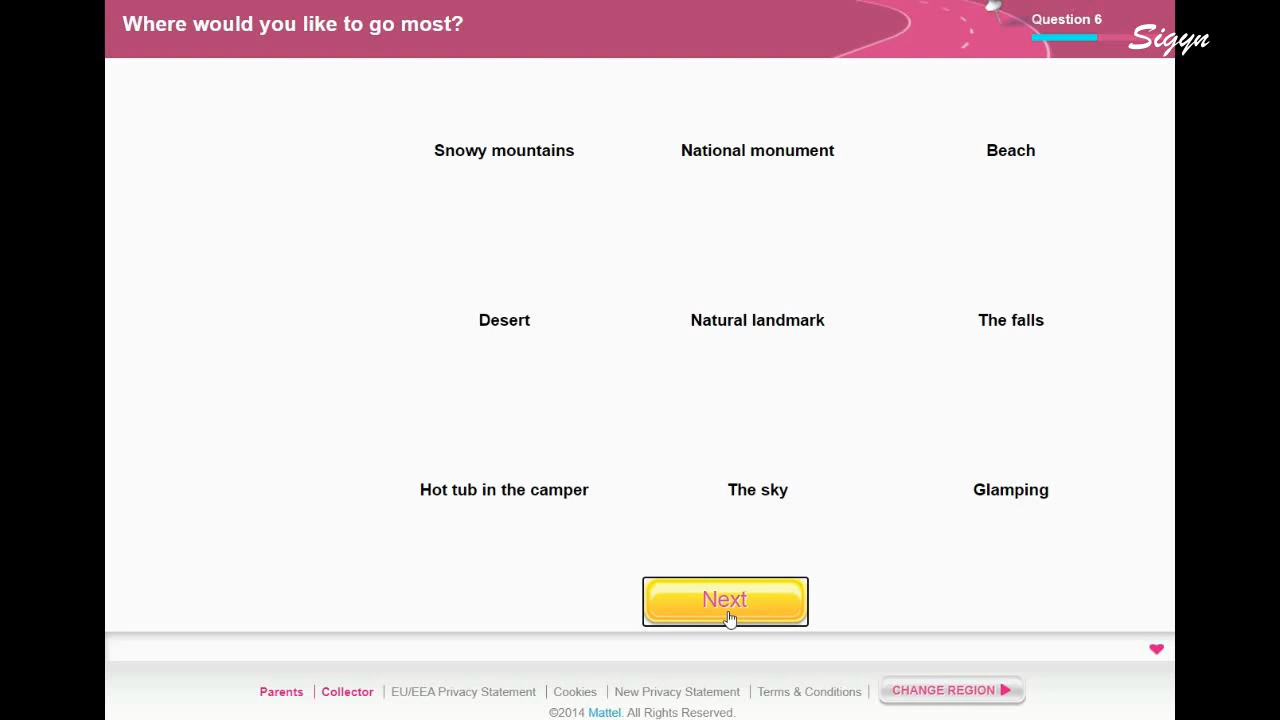 Where would you like to go most?
Question 6
Sigyn
Snowy mountains
National monument
Beach
Desert
Natural landmark
The falls
Hot tub in the camper
The sky
Glamping
Next
Parents | Collector | EU/EEA Privacy Statement | Cookies | New Privacy Statement | Terms & Conditions |
CHANGE REGION
©2014 Mattel. All Rights Reserved.